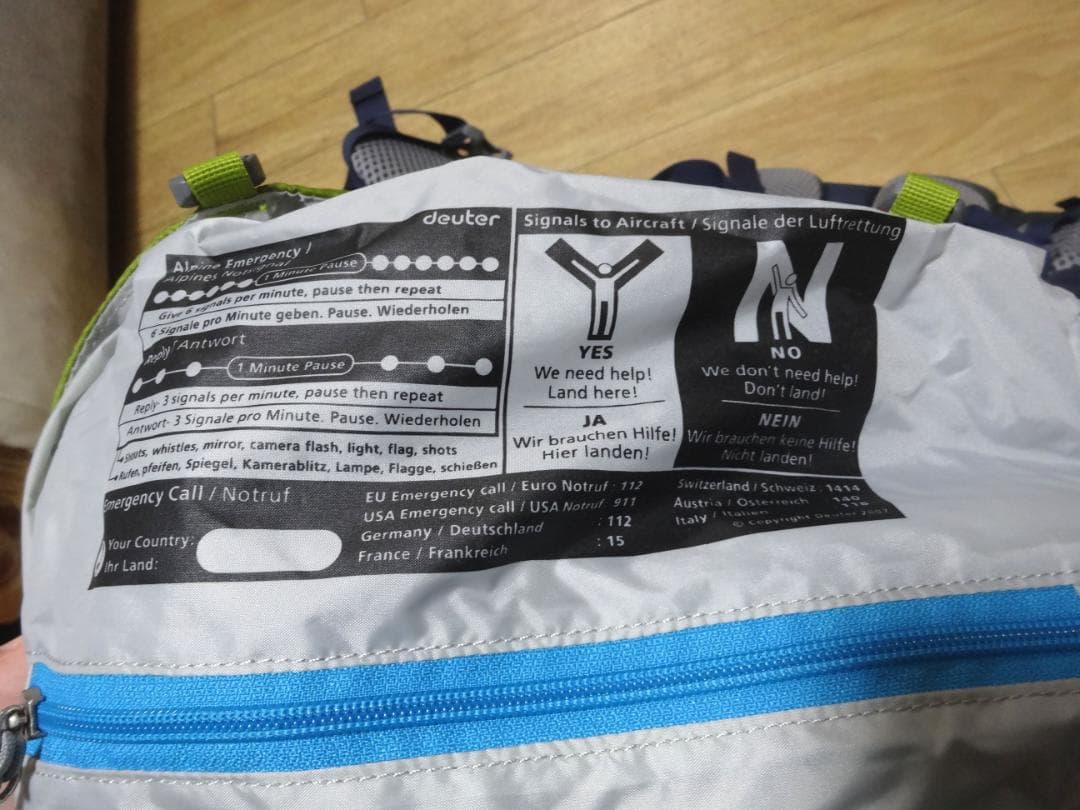 deuter
Alpine Emergency /
Alpines Notsignal
1 Minute Pause
Give 6 signals per minute, pause then repeat
6 Signale pro Minute geben. Pause. Wiederholen
Reply / Antwort
1 Minute Pause
Reply- 3 signals per minute, pause then repeat
Antwort- 3 Signale pro Minute. Pause. Wiederholen
Shouts, whistles, mirror, camera flash, light, flag, shots
Rufen, pfeifen, Spiegel, Kamerablitz, Lampe, Flagge, schießen
Signals to Aircraft / Signale der Luftrettung
YES
We need help!
Land here!
JA
Wir brauchen Hilfe!
Hier landen!
N
NO
We don't need help!
Don't land!
NEIN
Wir brauchen keine Hilfe!
Nicht landen!
Emergency Call / Notruf
Your Country:
Ihr Land:
EU Emergency call / Euro Notruf : 112
USA Emergency call / USA Notruf : 911
Germany / Deutschland : 112
France / Frankreich : 15
Switzerland / Schweiz : 1414
Austria / Österreich : 140
Italy / Italien : 118
© Copyright Deuter 2007